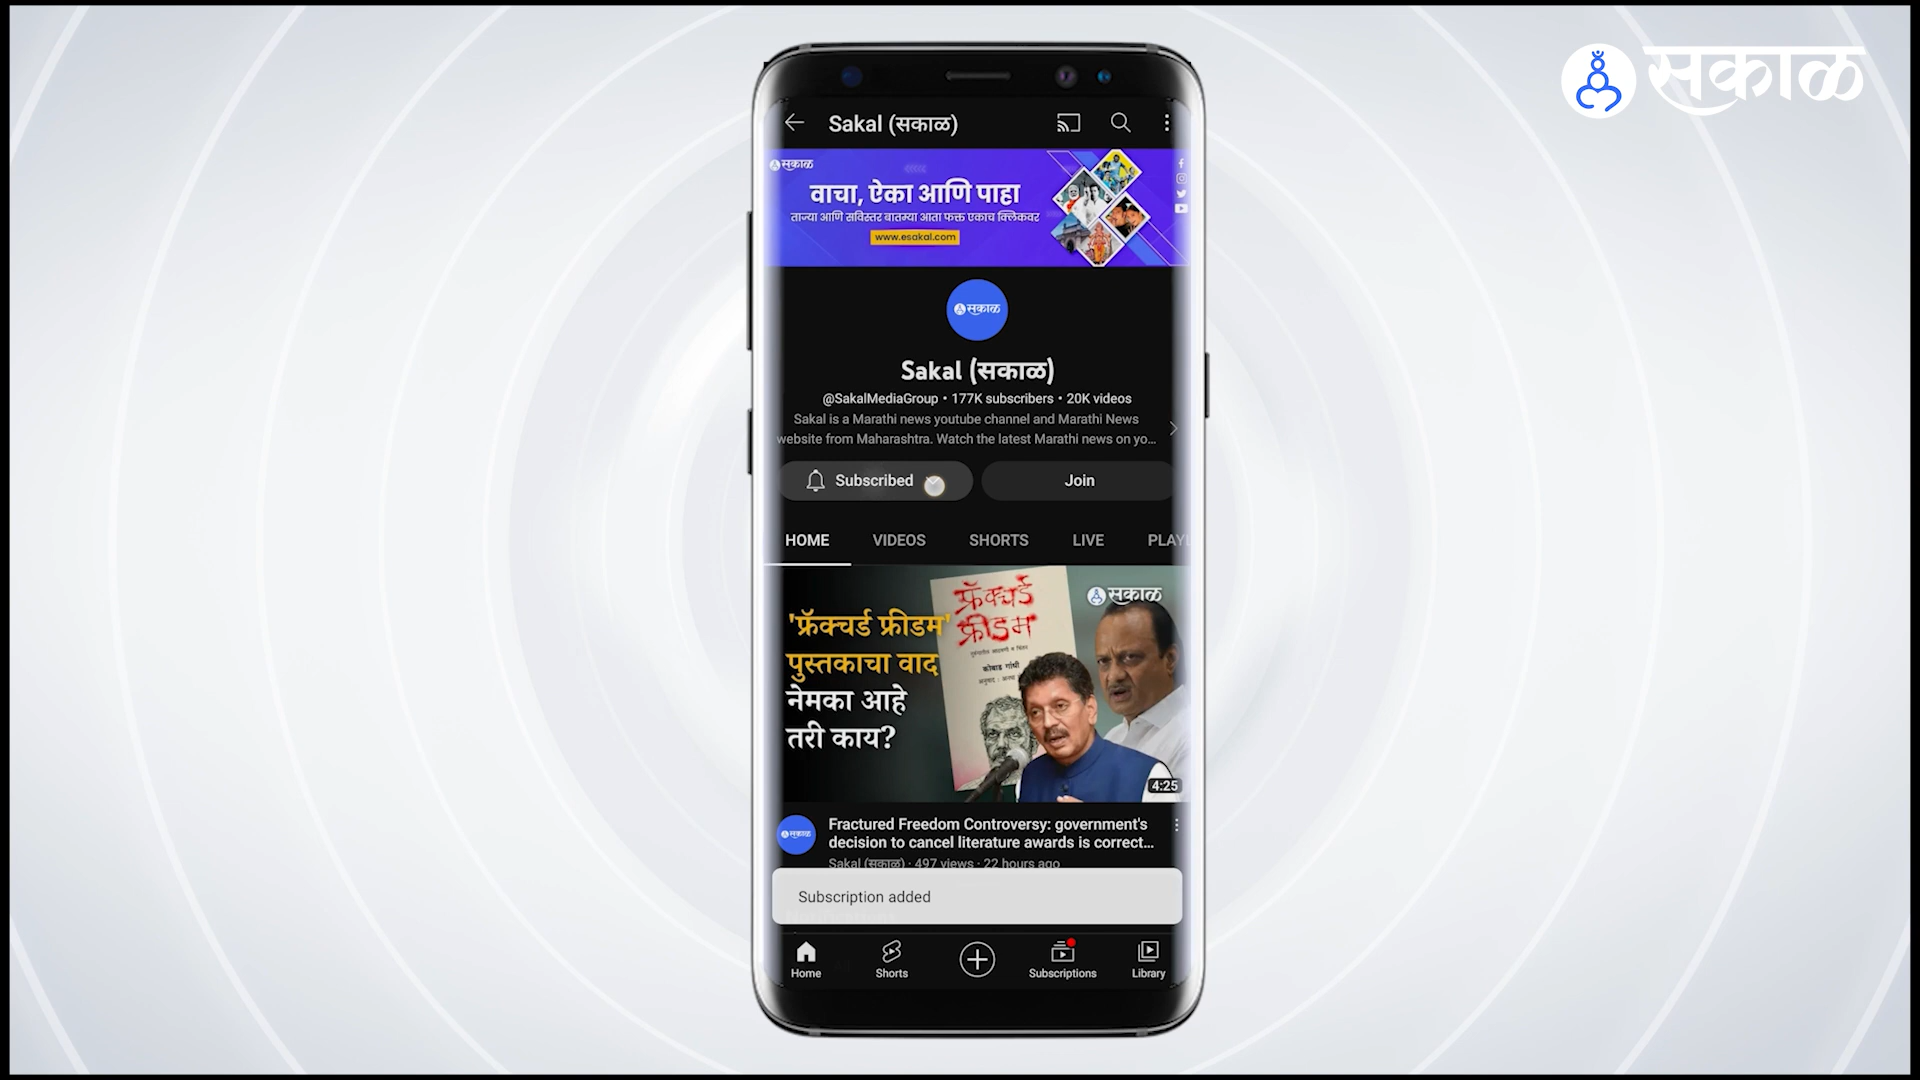 सकाळ
Sakal (सकाळ)
सकाळ
वाचा, ऐका आणि पाहा
ताज्या आणि सविस्तर बातम्या आता फक्त एकाच क्लिकवर
www.esakal.com
सकाळ
Sakal (सकाळ)
@SakalMediaGroup • 177K subscribers • 20K videos
Sakal is a Marathi news youtube channel and Marathi News
website from Maharashtra. Watch the latest Marathi news on yo...
Subscribed
Join
HOME VIDEOS SHORTS LIVE PLAYL
सकाळ
फ्रॅक्चर्ड
फ्रीडम
कोबाड गांधी
'फ्रॅक्चर्ड फ्रीडम'
पुस्तकाचा वाद
नेमका आहे
तरी काय?
4:25
सकाळ
Fractured Freedom Controversy: government's
decision to cancel literature awards is correct...
Sakal (सकाळ) · 497 views · 22 hours ago
Subscription added
Home
Shorts
Subscriptions
Library